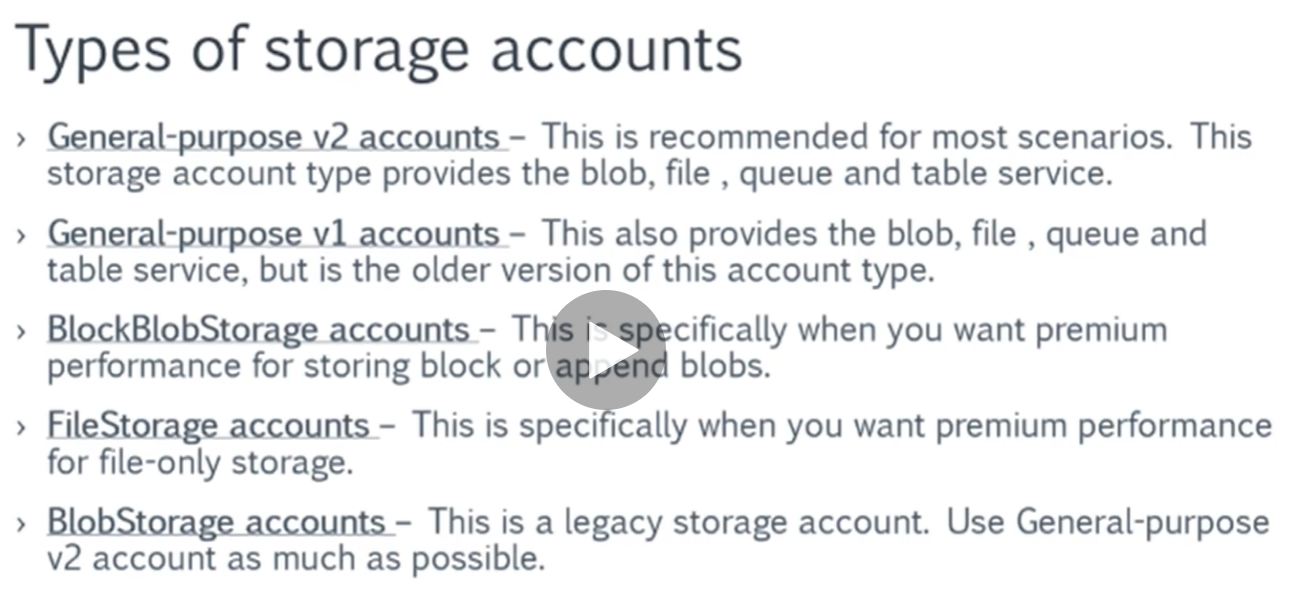 Types of storage accounts
› General-purpose v2 accounts – This is recommended for most scenarios. This
storage account type provides the blob, file , queue and table service.
› General-purpose v1 accounts – This also provides the blob, file , queue and
table service, but is the older version of this account type.
› BlockBlobStorage accounts – This is specifically when you want premium
performance for storing block or append blobs.
› FileStorage accounts – This is specifically when you want premium performance
for file-only storage.
› BlobStorage accounts – This is a legacy storage account. Use General-purpose
v2 account as much as possible.